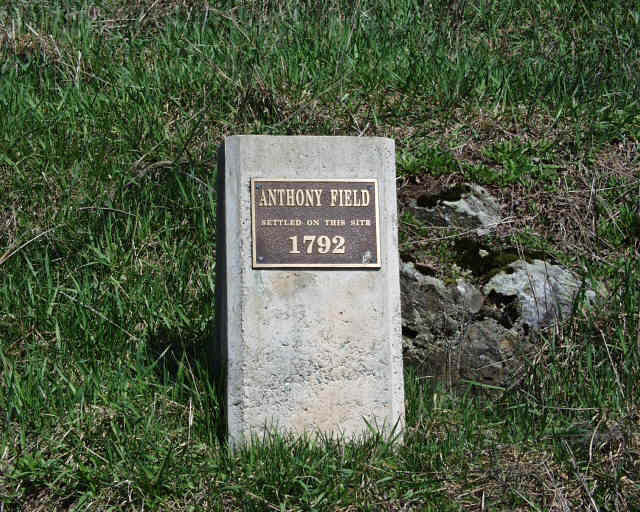 ANTHONY FIELD
SETTLED ON THIS SITE
1792